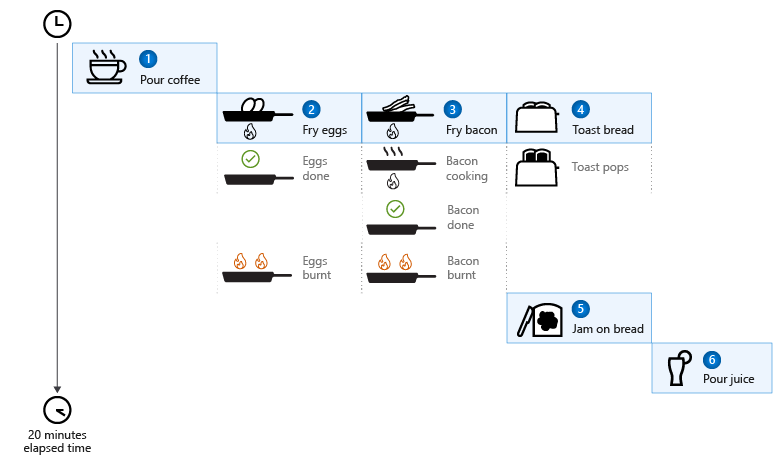 1
Pour coffee
2
Fry eggs
3
Fry bacon
4
Toast bread
Eggs
done
Bacon
cooking
Toast pops
Bacon
done
Eggs
burnt
Bacon
burnt
5
Jam on bread
6
Pour juice
20 minutes
elapsed time